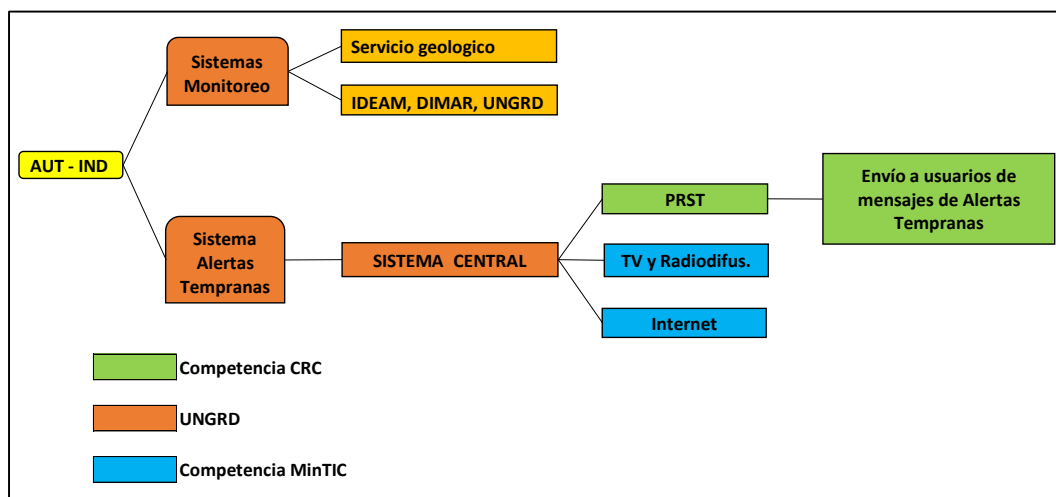 Servicio geologico
Sistemas
Monitoreo
IDEAM, DIMAR, UNGRD
AUT - IND
Sistema
Alertas
Tempranas
SISTEMA  CENTRAL
PRST
TV y Radiodifus.
Internet
Envío a usuarios de
mensajes de Alertas
Tempranas
Competencia CRC
UNGRD
Competencia MinTIC